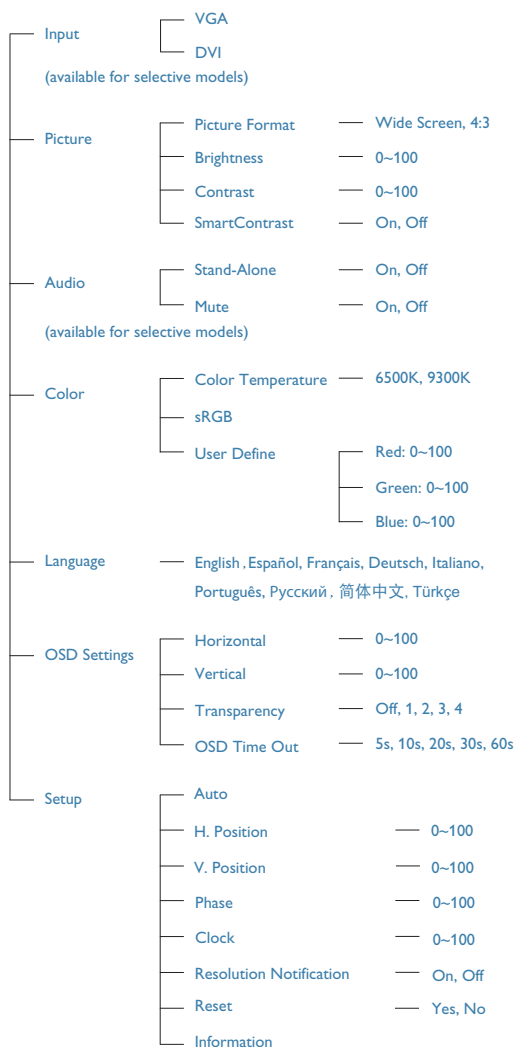 Input
VGA
DVI
(available for selective models)
Picture
Picture Format
Wide Screen, 4:3
Brightness
0~100
Contrast
0~100
SmartContrast
On, Off
Audio
Stand-Alone
On, Off
Mute
On, Off
(available for selective models)
Color
Color Temperature
6500K, 9300K
sRGB
User Define
Red: 0~100
Green: 0~100
Blue: 0~100
Language
English , Español, Français, Deutsch, Italiano,
Português, Русский , 简体中文, Türkçe
OSD Settings
Horizontal
0~100
Vertical
0~100
Transparency
Off, 1, 2, 3, 4
OSD Time Out
5s, 10s, 20s, 30s, 60s
Setup
Auto
H. Position
0~100
V. Position
0~100
Phase
0~100
Clock
0~100
Resolution Notification
On, Off
Reset
Yes, No
Information